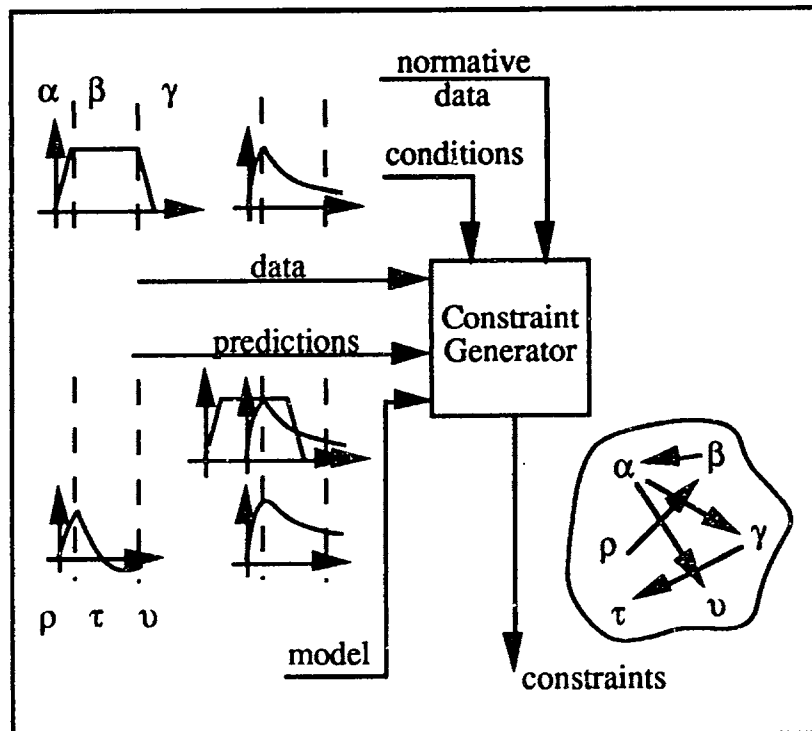 normative
data
α β γ
conditions
data
Constraint
Generator
predictions
α β
ρ γ
τ υ
ρ τ υ
model
constraints